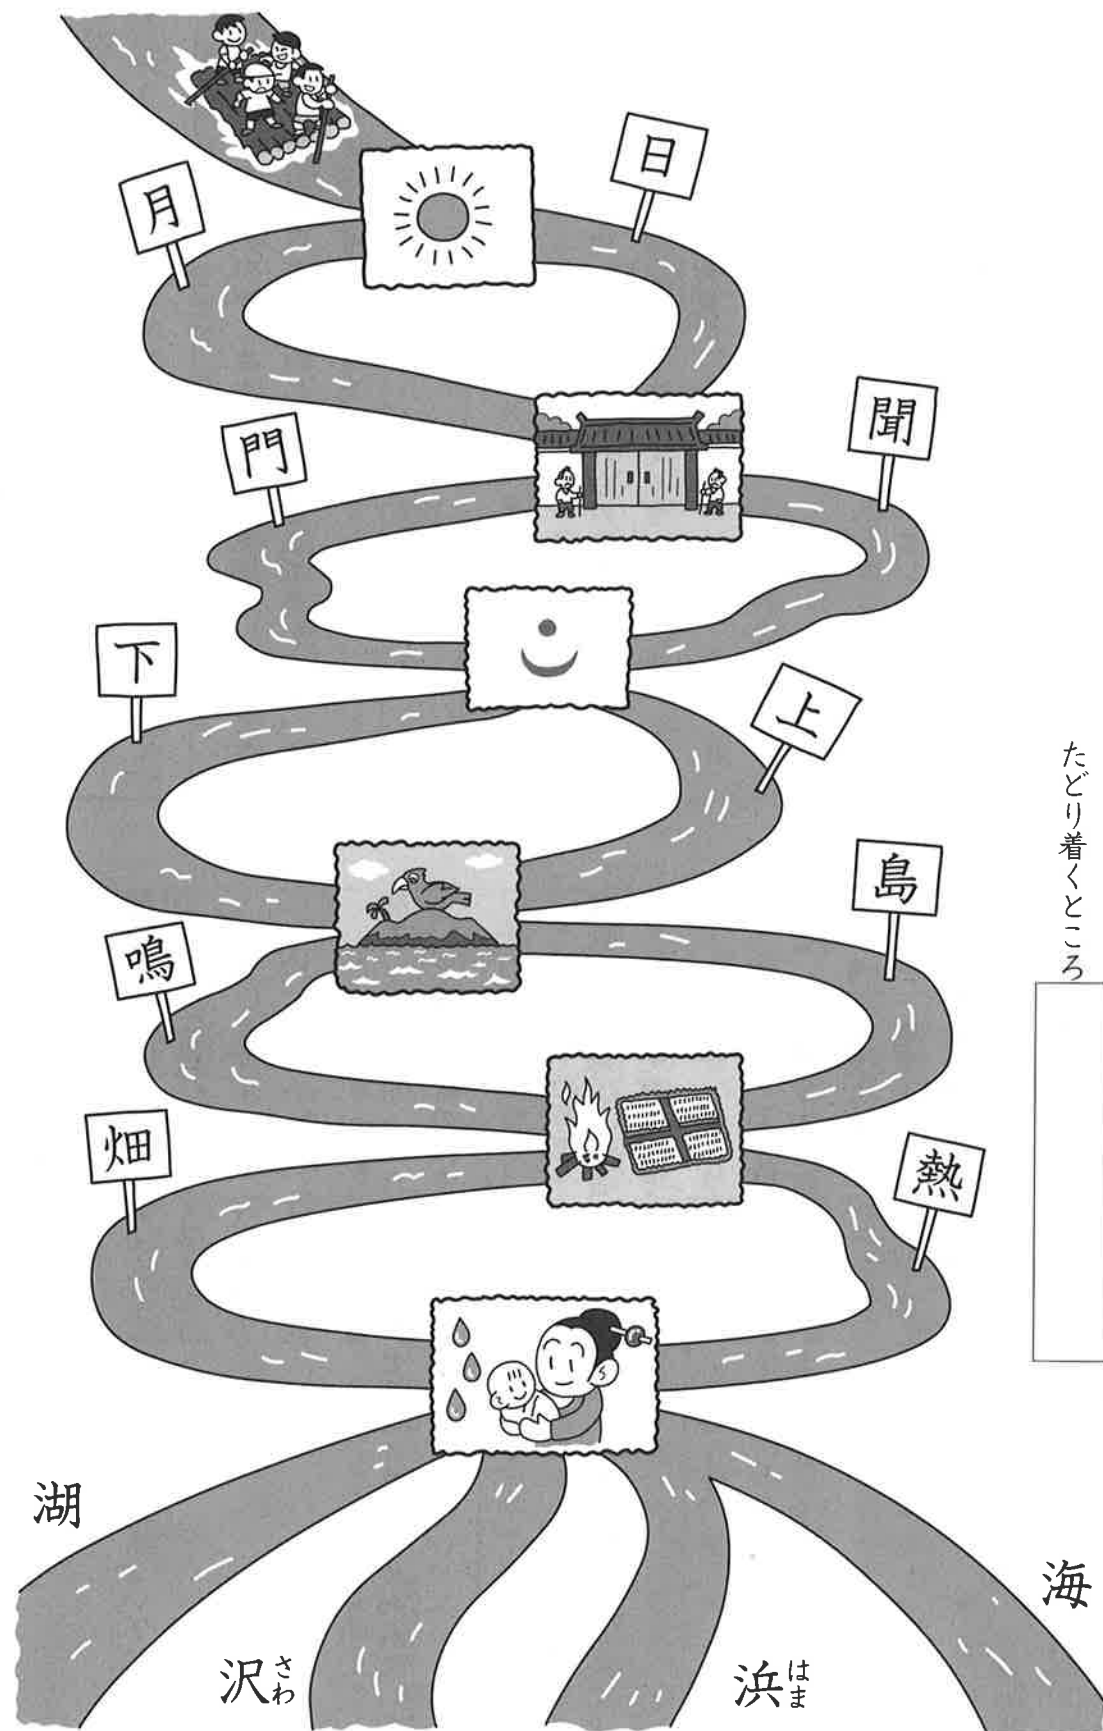 日
月
聞
門
下
上
島
鳴
畑
熱
湖
沢
さわ
浜
はま
海
たどり着くところ